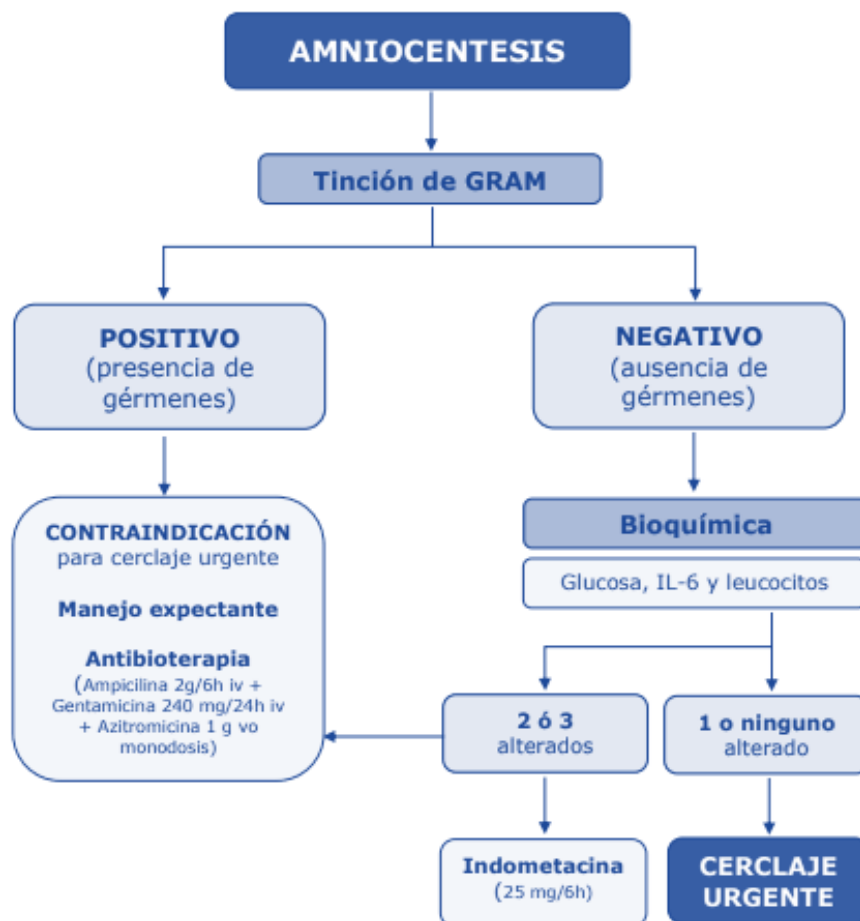 AMNIOCENTESIS
Tinción de GRAM
POSITIVO
(presencia de
gérmenes)
NEGATIVO
(ausencia de
gérmenes)
CONTRAINDICACIÓN
para cerclaje urgente
Manejo expectante
Antibioterapia
(Ampicilina 2g/6h iv +
Gentamicina 240 mg/24h iv
+ Azitromicina 1 g vo
monodosis)
Bioquímica
Glucosa, IL-6 y leucocitos
2 ó 3
alterados
1 o ninguno
alterado
Indometacina
(25 mg/6h)
CERCLAJE
URGENTE